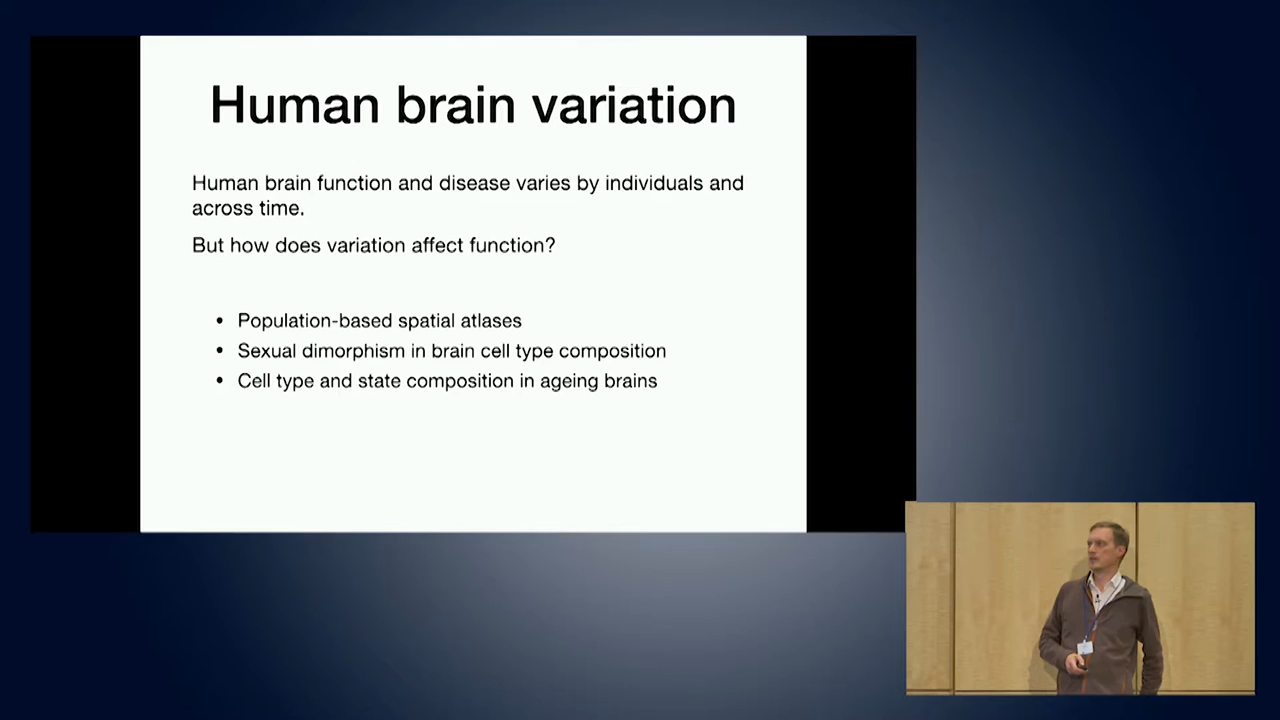 Human brain variation
Human brain function and disease varies by individuals and
across time.
But how does variation affect function?
• Population-based spatial atlases
• Sexual dimorphism in brain cell type composition
• Cell type and state composition in ageing brains